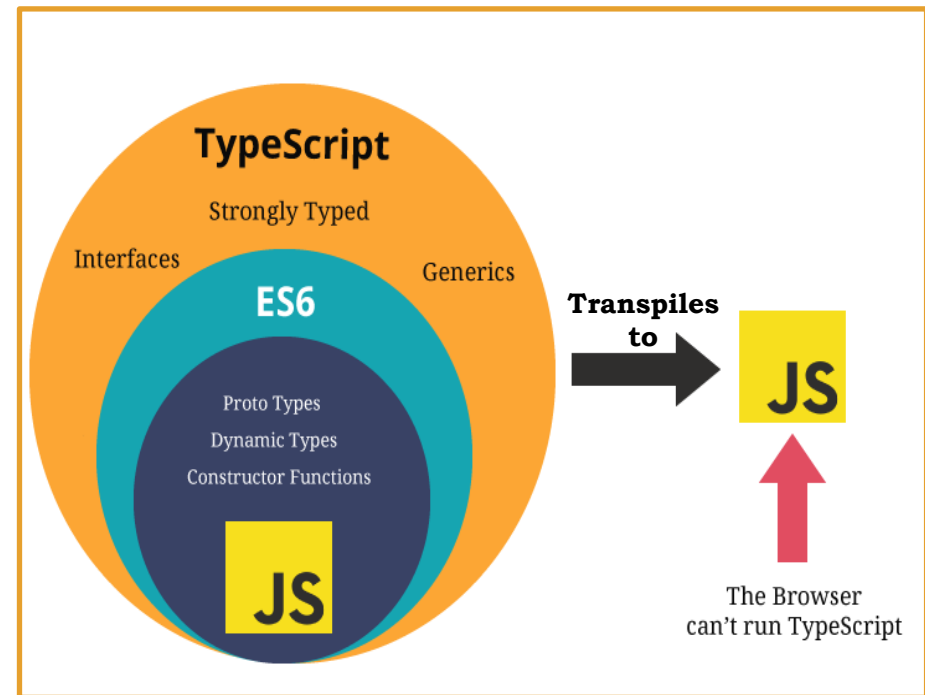 TypeScript
Strongly Typed
Interfaces
Generics
ES6
Proto Types
Dynamic Types
Constructor Functions
JS
Transpiles
to
JS
The Browser
can't run TypeScript